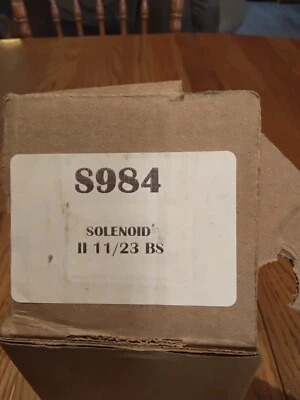 S984
SOLENOID
II 11/23 BS